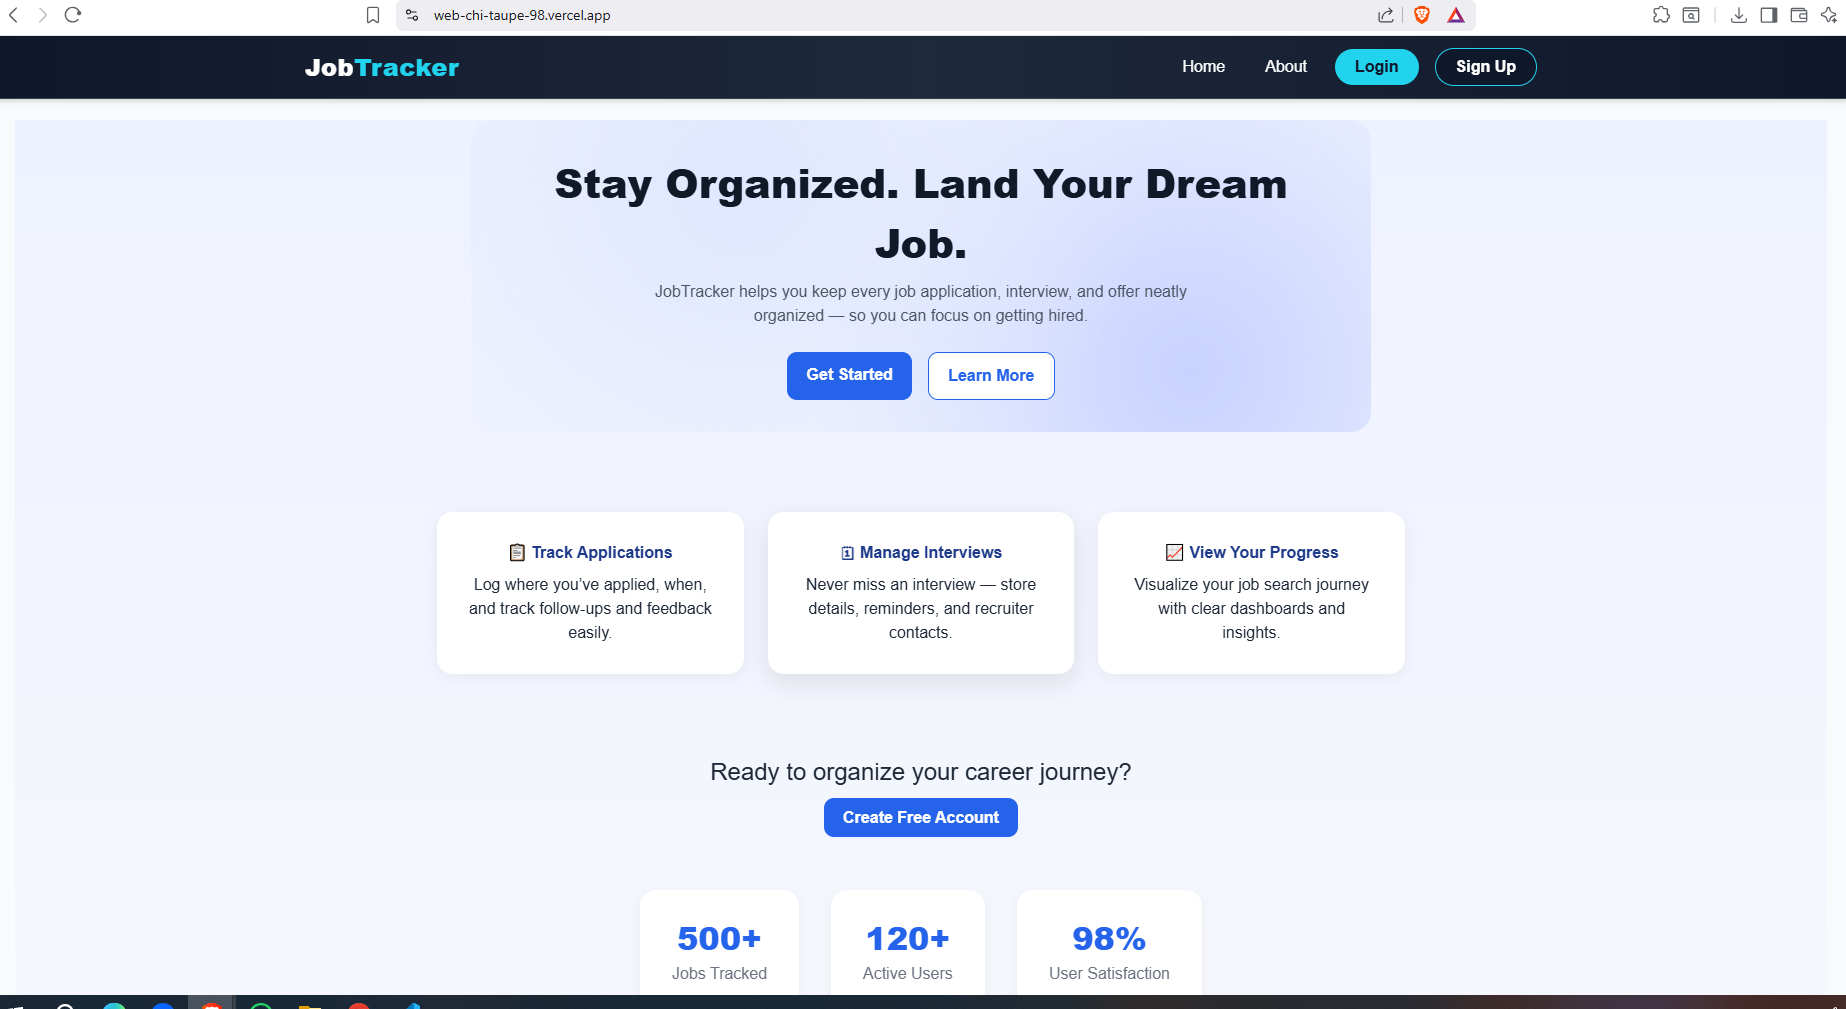 web-chi-taupe-98.vercel.app
JobTracker
Home
About
Login
Sign Up
Stay Organized. Land Your Dream
Job.
JobTracker helps you keep every job application, interview, and offer neatly
organized — so you can focus on getting hired.
Get Started
Learn More
Track Applications
Log where you’ve applied, when,
and track follow-ups and feedback
easily.
Manage Interviews
Never miss an interview — store
details, reminders, and recruiter
contacts.
View Your Progress
Visualize your job search journey
with clear dashboards and
insights.
Ready to organize your career journey?
Create Free Account
500+
Jobs Tracked
120+
Active Users
98%
User Satisfaction